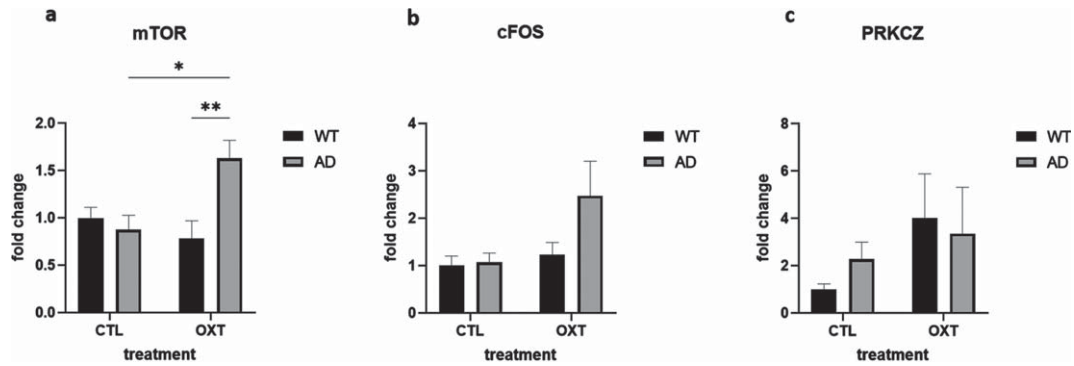 a
mTOR
*
**
2.0
1.5
1.0
0.5
0.0
fold change
CTL
OXT
treatment
WT
AD
b
cFOS
4
3
2
1
0
fold change
CTL
OXT
treatment
WT
AD
c
PRKCZ
8
6
4
2
0
fold change
CTL
OXT
treatment
WT
AD